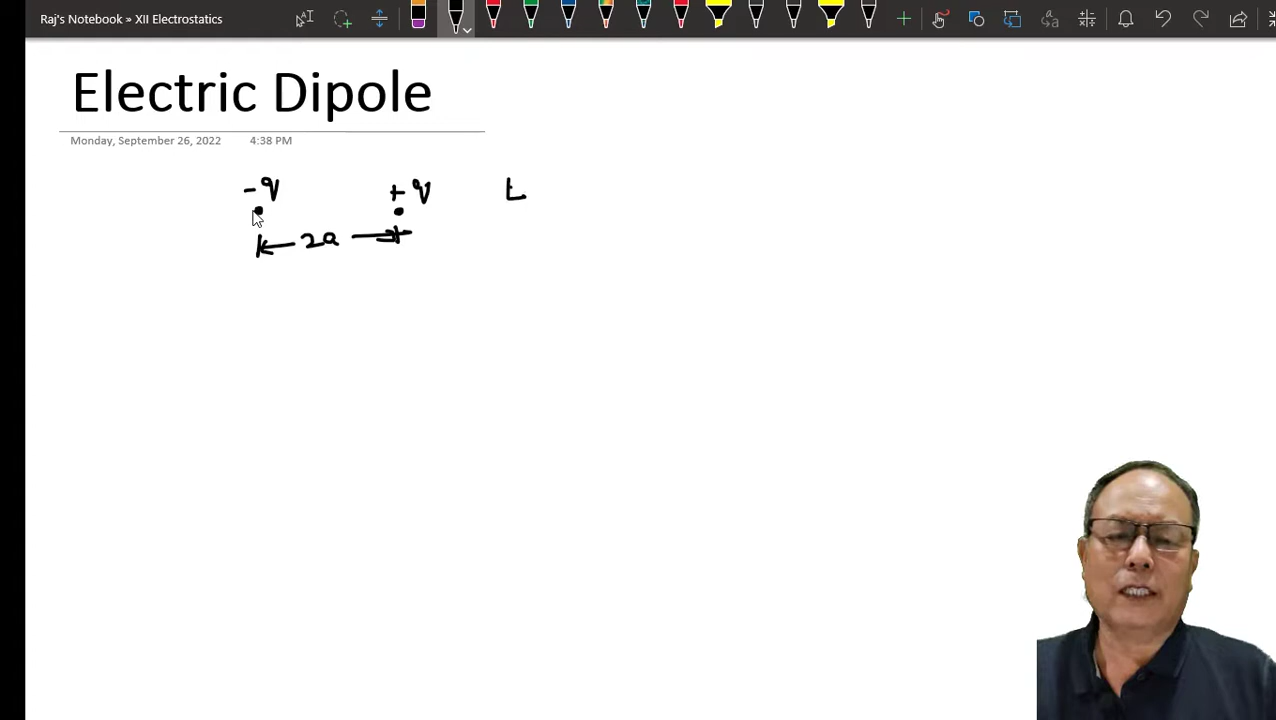 Raj's Notebook » XII Electrostatics
Electric Dipole
Monday, September 26, 2022 4:38 PM
-q +q L
2a